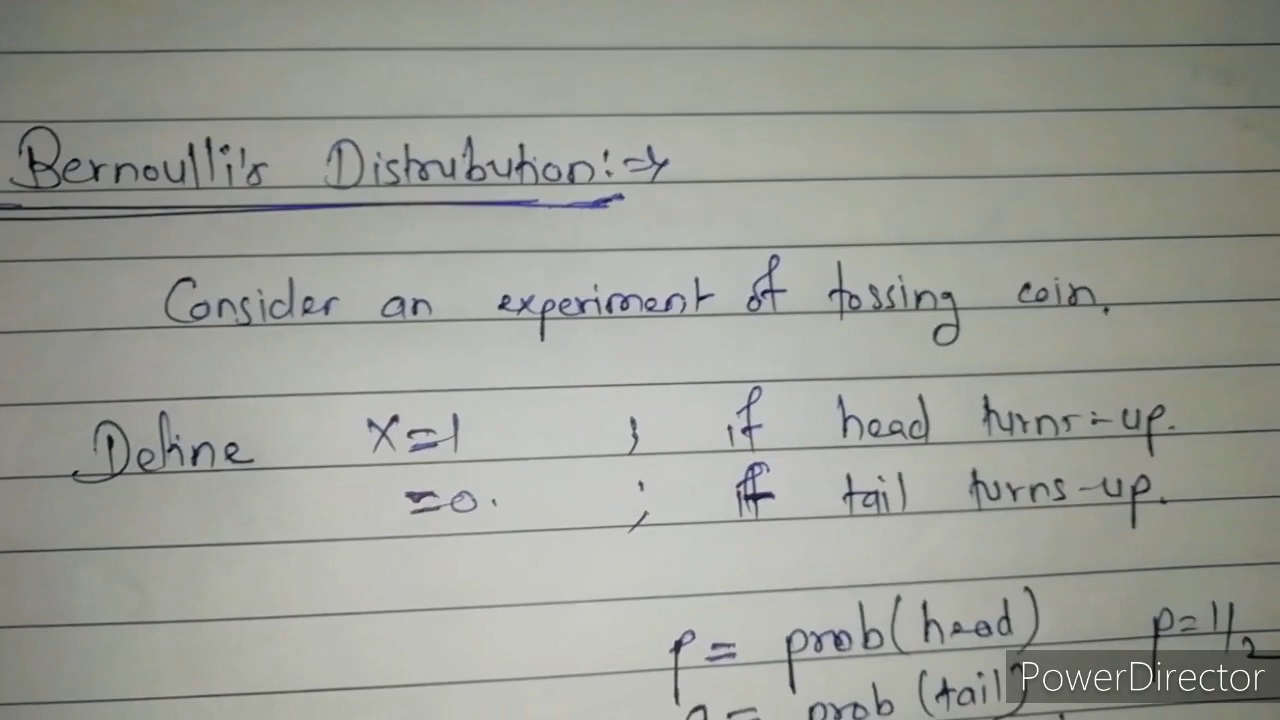 Bernoulli's Distrubution:→
Consider an experiment of tossing coin.
Define X=1 ; if head turns-up.
=0. ; if tail turns-up.
p = prob(head) p=1/2
q = prob (tail)
PowerDirector